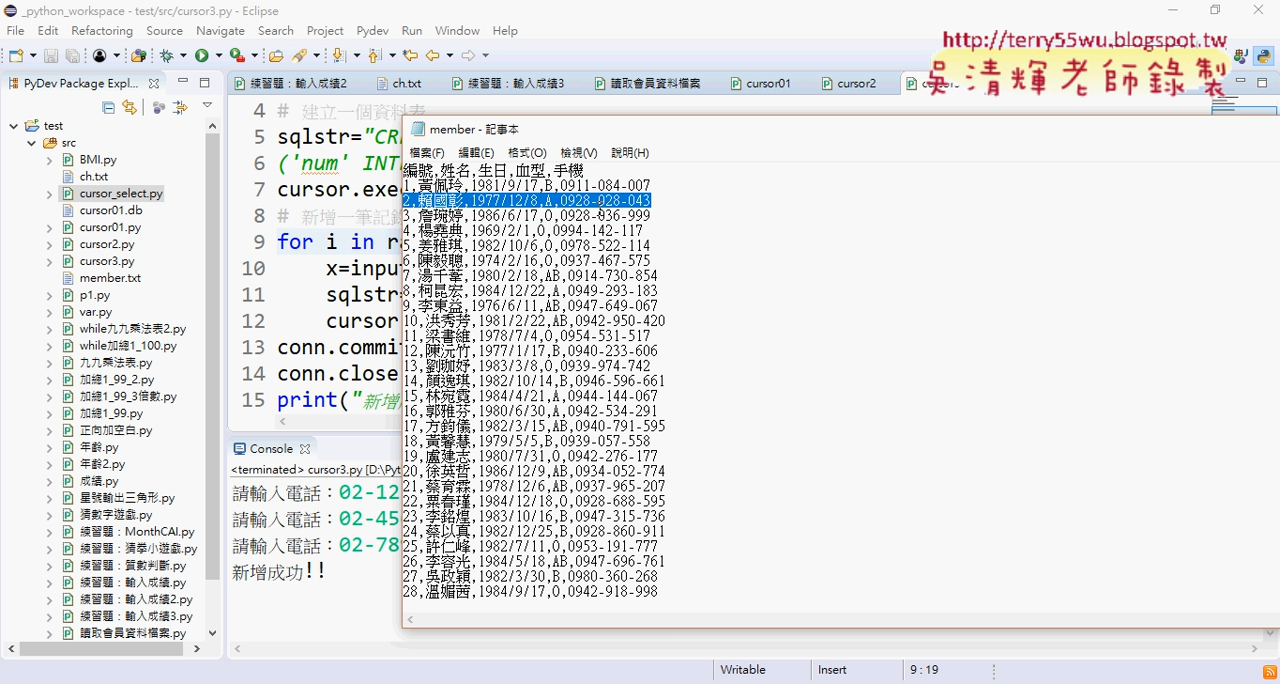 _python_workspace - test/src/cursor3.py - Eclipse
File Edit Refactoring Source Navigate Search Project Pydev Run Window Help
http://terry55wu.blogspot.tw
吳清輝老師錄製
PyDev Package Expl...
練習題：輸入成績2
ch.txt
練習題：輸入成績3
讀取會員資料檔案
cursor01
cursor2
test
src
BMI.py
ch.txt
cursor_select.py
cursor01.db
cursor01.py
cursor2.py
cursor3.py
member.txt
p1.py
var.py
while九九乘法表2.py
while加總1_100.py
九九乘法表.py
加總1_99_2.py
加總1_99_3倍數.py
加總1_99.py
正向加空白.py
年齡.py
年齡2.py
成績.py
星號輸出三角形.py
猜數字遊戲.py
練習題：MonthCAI.py
練習題：猜拳小遊戲.py
練習題：質數判斷.py
練習題：輸入成績.py
練習題：輸入成績2.py
練習題：輸入成績3.py
讀取會員資料檔案.py
4 # 建立一個資料表
5 sqlstr="CR
6 ('num' INT
7 cursor.exe
8 # 新增一筆記錄
9 for i in r
10 x=input
11 sqlstr=
12 cursor
13 conn.commi
14 conn.close
15 print("新增
member - 記事本
檔案(F) 編輯(E) 格式(O) 檢視(V) 說明(H)
編號,姓名,生日,血型,手機
1,黃佩玲,1981/9/17,B,0911-084-007
2,賴國彰,1977/12/8,A,0928-028-043
3,詹琬婷,1986/6/17,O,0928-036-999
4,楊堯典,1969/2/1,O,0994-142-117
5,姜雅琪,1982/10/6,O,0978-522-114
6,陳毅聰,1974/2/16,O,0937-467-575
7,湯千葦,1980/2/18,AB,0914-730-854
8,柯昆宏,1984/12/22,A,0949-293-183
9,李東益,1976/6/11,AB,0947-649-067
10,洪秀芳,1981/2/22,AB,0942-950-420
11,梁書維,1978/7/4,O,0954-531-517
12,陳沅竹,1977/1/17,B,0940-233-606
13,劉珈妤,1983/3/8,O,0939-974-742
14,顏逸琪,1982/10/14,B,0946-596-661
15,林宛霓,1984/4/21,A,0944-144-067
16,郭雅芬,1980/6/30,A,0942-534-291
17,方鈞儀,1982/3/15,AB,0940-791-595
18,黃馨慧,1979/5/5,B,0939-057-558
19,盧建志,1980/7/31,O,0942-276-177
20,徐英哲,1986/12/9,AB,0934-052-774
21,蔡育霖,1978/12/6,AB,0937-965-207
22,葉春瑾,1984/12/18,O,0928-688-595
23,李銘煌,1983/10/16,B,0947-315-736
24,蔡以真,1982/12/25,B,0928-860-911
25,許仁峰,1982/7/11,O,0953-191-777
26,李容光,1984/5/18,AB,0947-696-761
27,吳政穎,1982/3/30,B,0980-360-268
28,溫媚茜,1984/9/17,O,0942-918-998
Console
<terminated> cursor3.py [D:\Pyt
請輸入電話：02-12
請輸入電話：02-45
請輸入電話：02-78
新增成功!!
Writable Insert 9 : 19